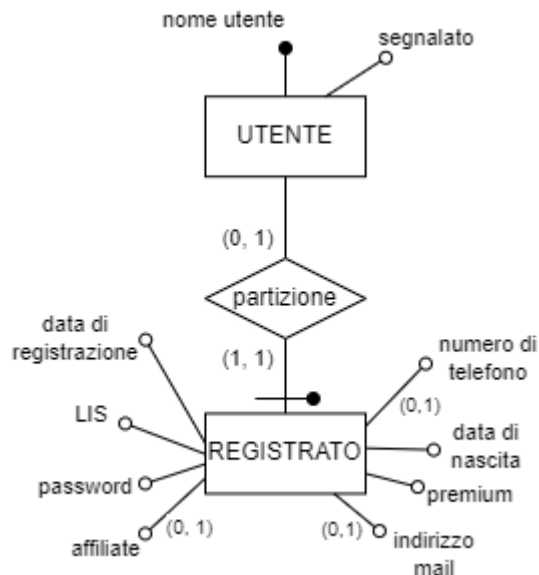 nome utente
segnalato
UTENTE
(0, 1)
partizione
data di
registrazione
(1, 1)
numero di
telefono
(0,1)
LIS
REGISTRATO
data di
nascita
password
premium
(0, 1)
(0,1)
affiliate
indirizzo
mail